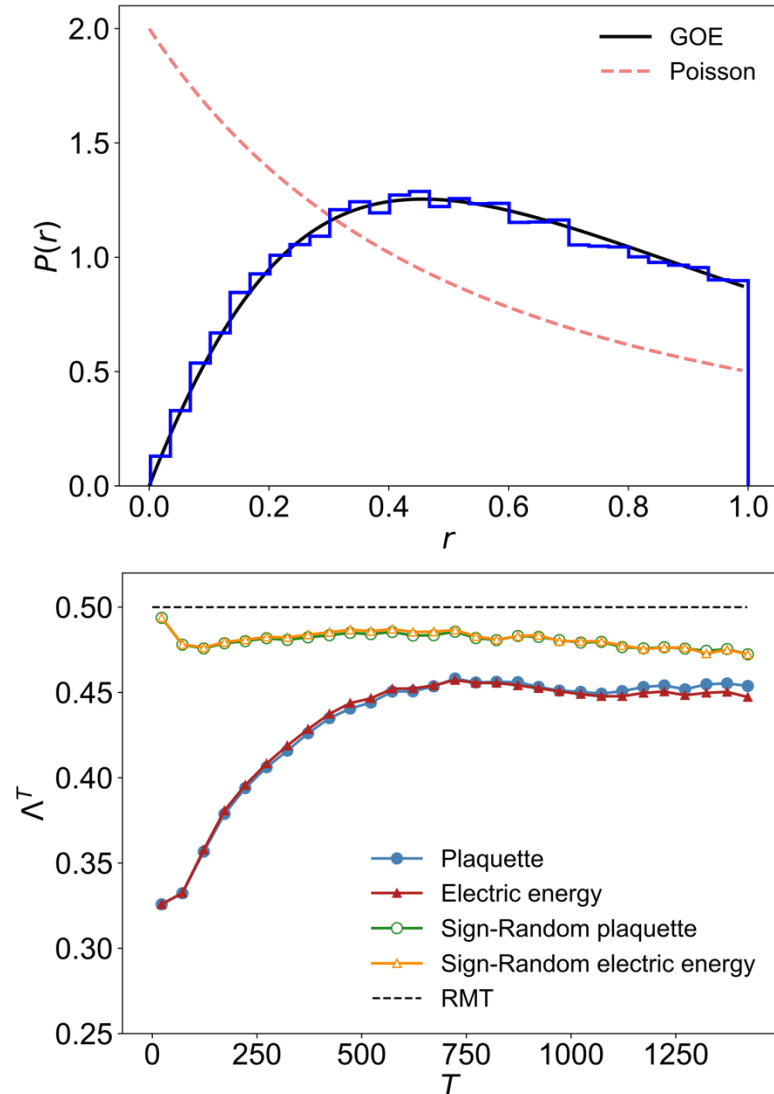 2.0
1.5
1.0
0.5
0.0
P(r)
GOE
Poisson
0.0 0.2 0.4 0.6 0.8 1.0
r
0.50
0.45
0.40
0.35
0.30
0.25
Λᵀ
Plaquette
Electric energy
Sign-Random plaquette
Sign-Random electric energy
RMT
0 250 500 750 1000 1250
T